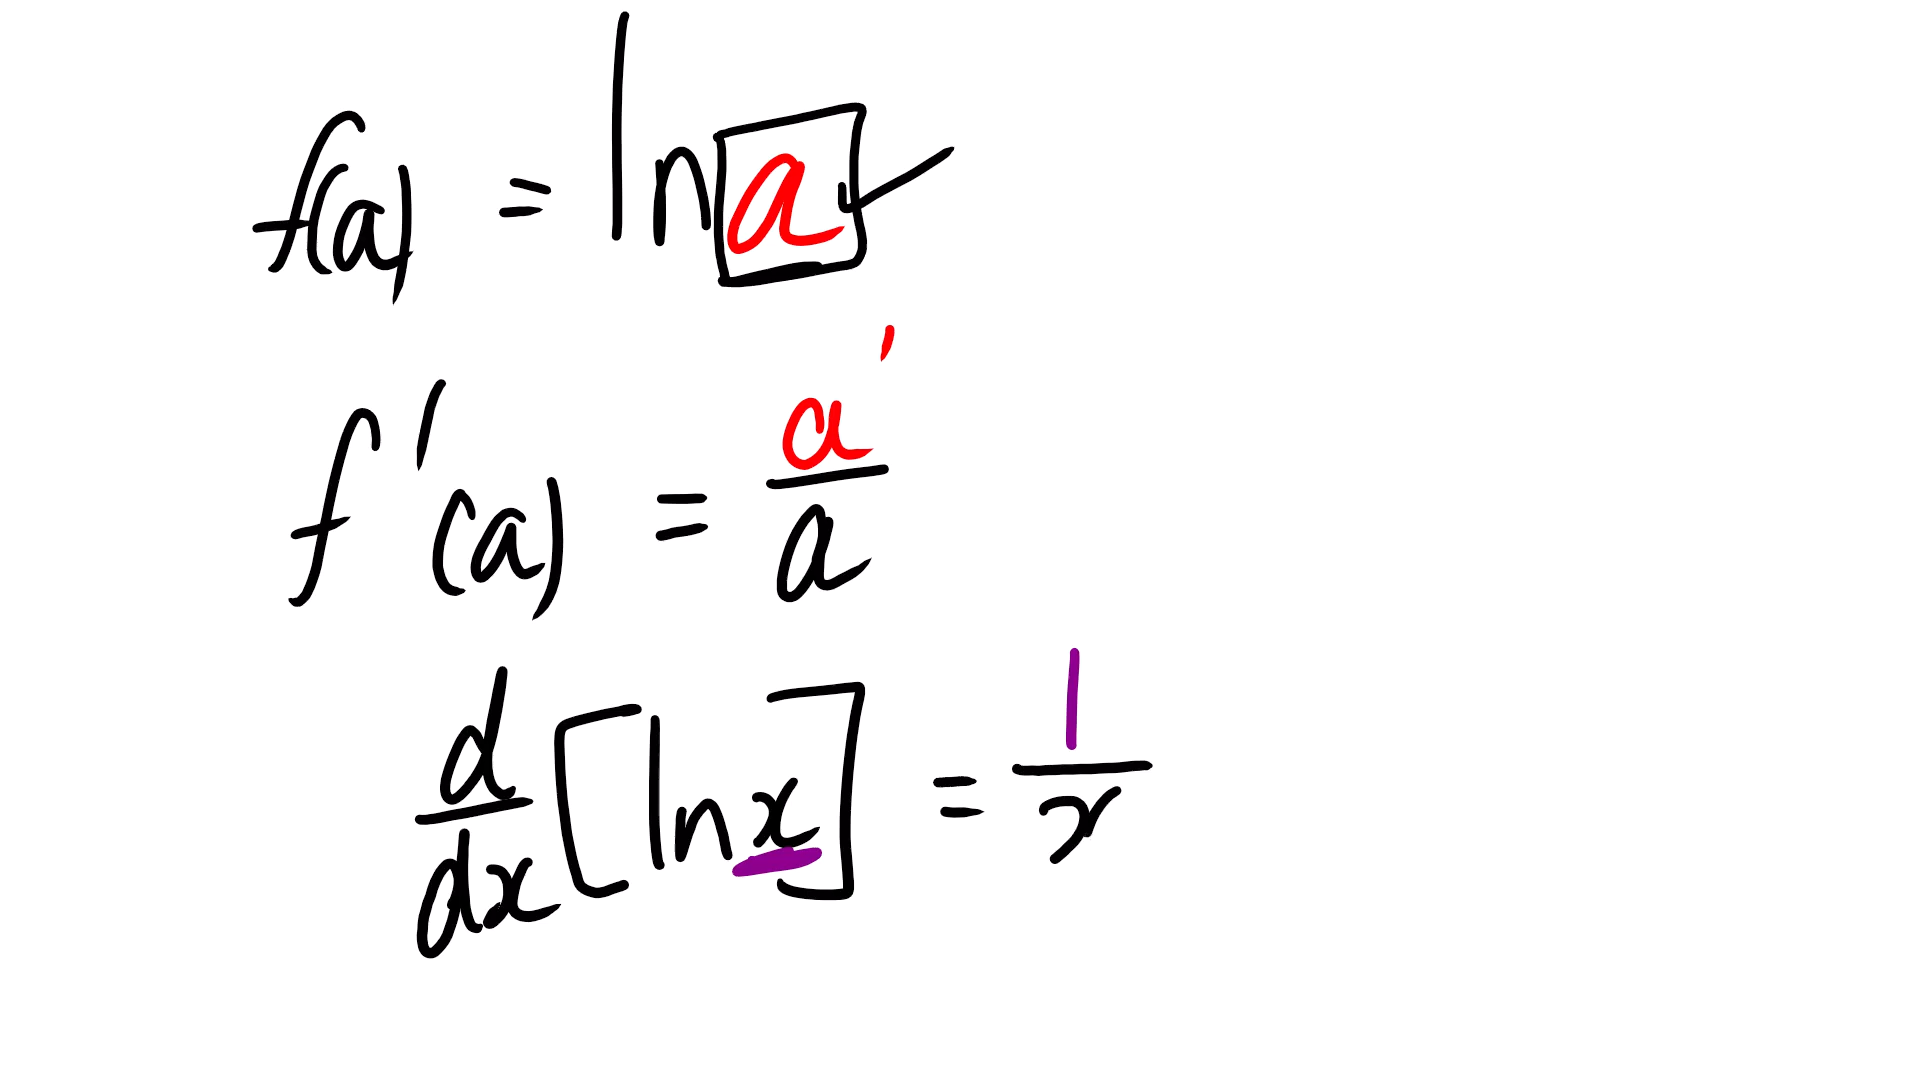 f(a) = ln a
f'(a) = a'/a
d/dx [ln x] = 1/x